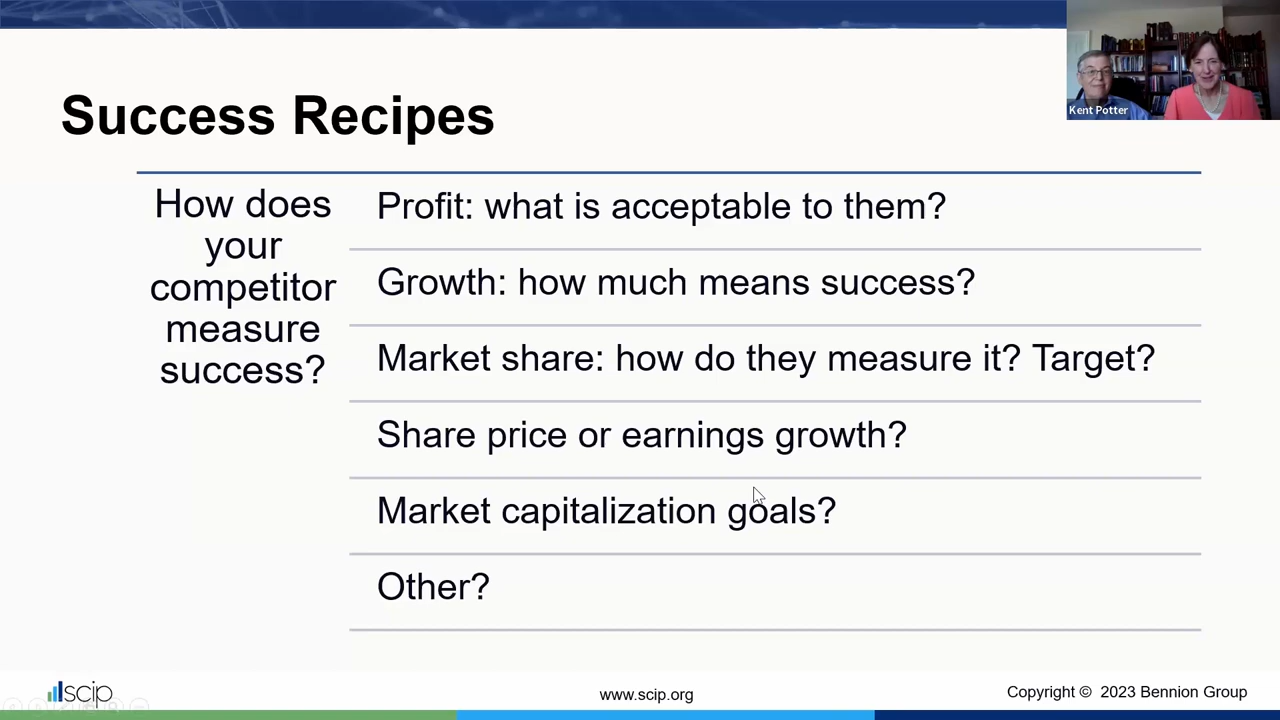 Kent Potter
Success Recipes
How does
your
competitor
measure
success?
Profit: what is acceptable to them?
Growth: how much means success?
Market share: how do they measure it? Target?
Share price or earnings growth?
Market capitalization goals?
Other?
scip
www.scip.org
Copyright © 2023 Bennion Group